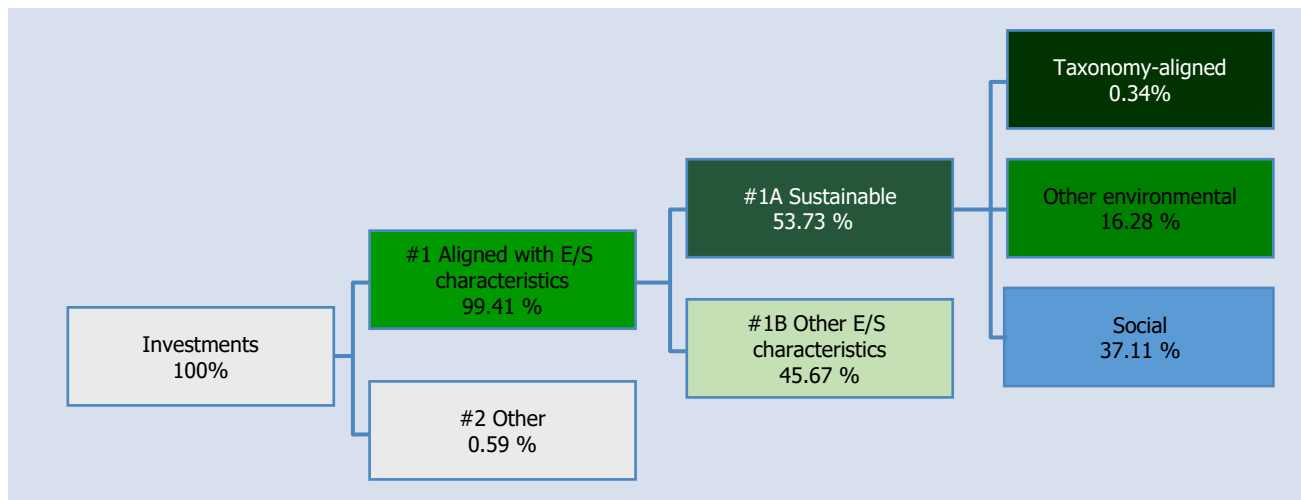 Investments
100%
#1 Aligned with E/S
characteristics
99.41 %
#2 Other
0.59 %
#1A Sustainable
53.73 %
#1B Other E/S
characteristics
45.67 %
Taxonomy-aligned
0.34%
Other environmental
16.28 %
Social
37.11 %